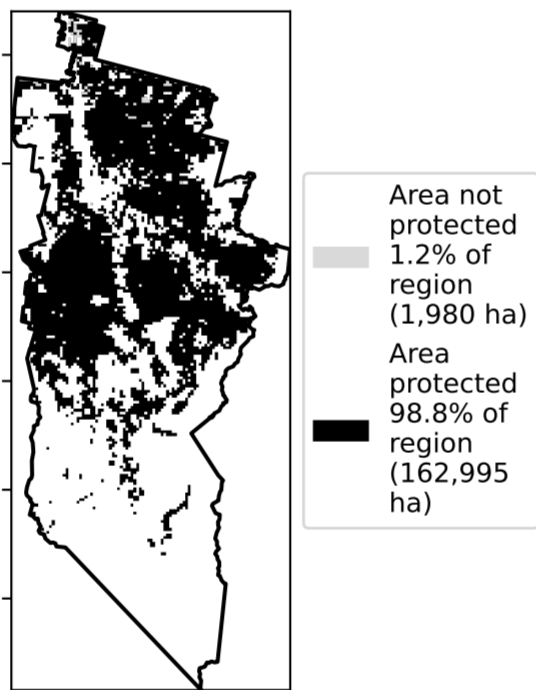 Area not
protected
1.2% of
region
(1,980 ha)
Area
protected
98.8% of
region
(162,995
ha)